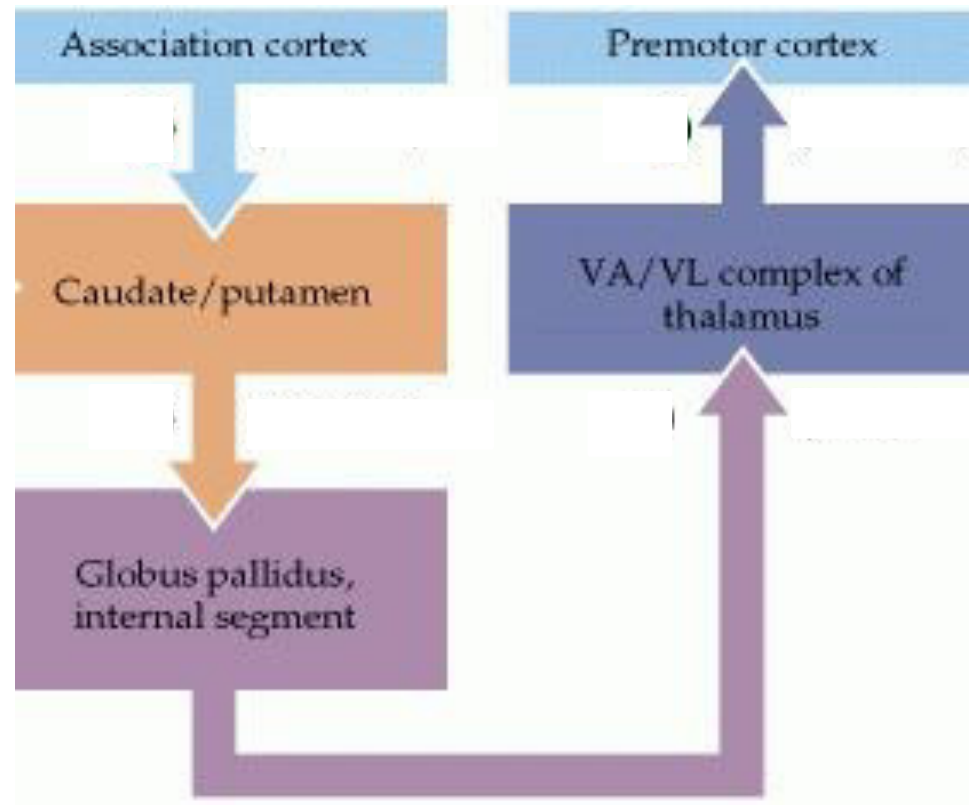 Association cortex
Premotor cortex
Caudate/putamen
VA/VL complex of
thalamus
Globus pallidus,
internal segment